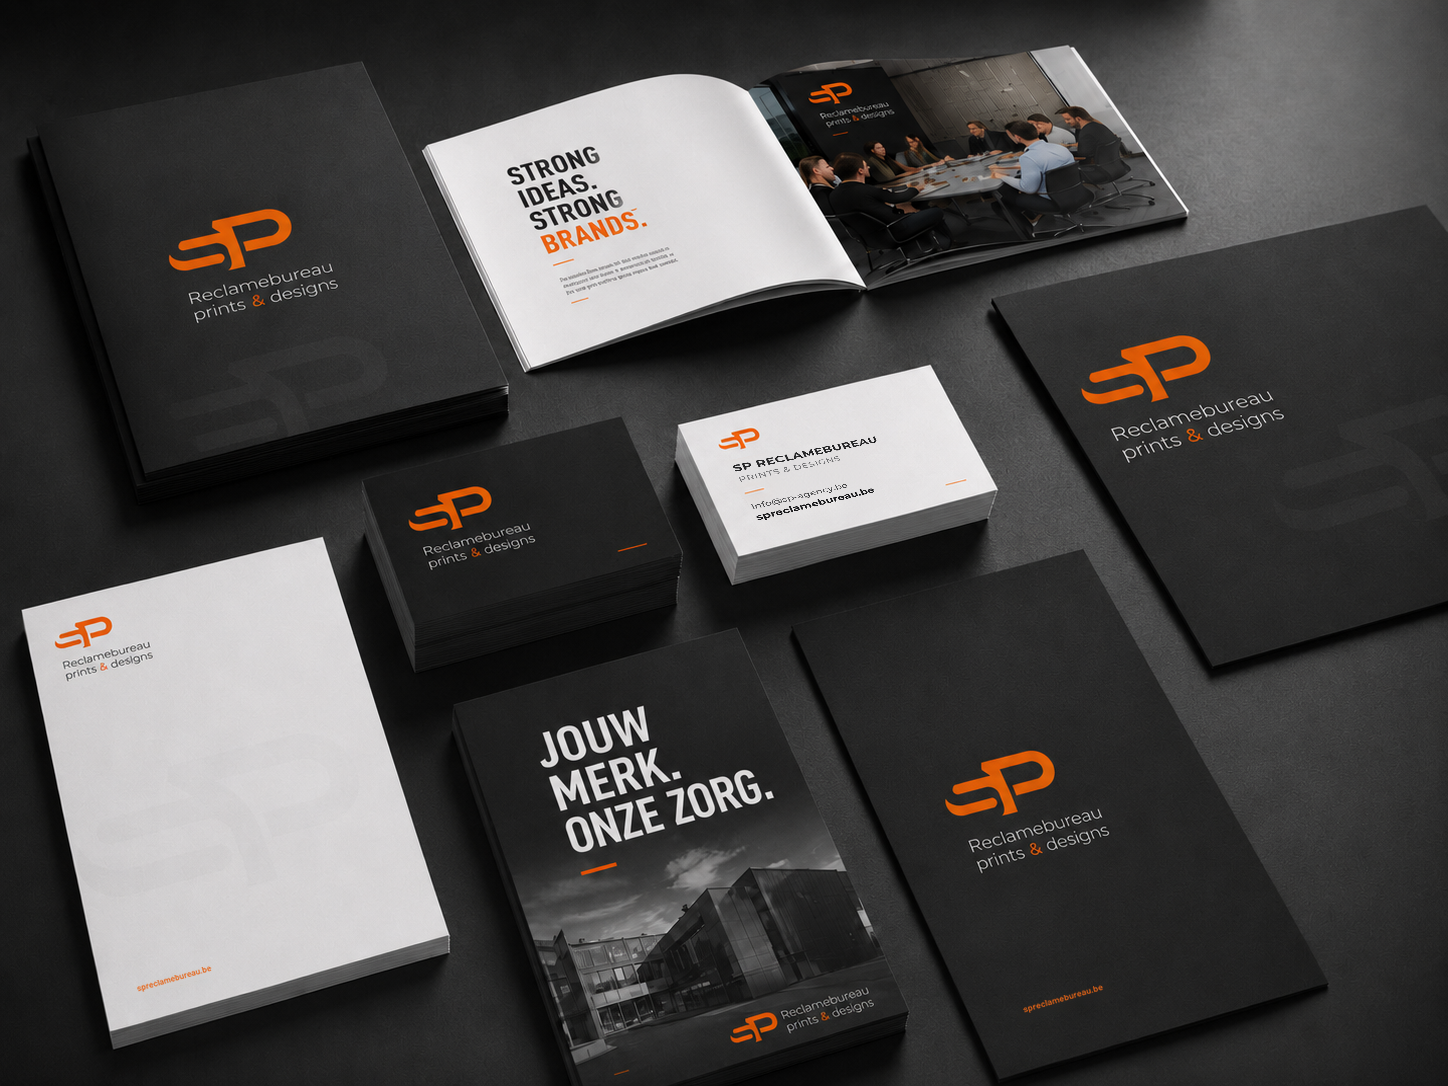 SP
Reclamebureau
prints & designs
STRONG
IDEAS.
STRONG
BRANDS.
SP
Reclamebureau
prints & designs
SP
Reclamebureau
prints & designs
SP
Reclamebureau
prints & designs
SP
SP RECLAMEBUREAU
PRINTS & DESIGNS
info@sp-agency.be
spreclamebureau.be
SP
Reclamebureau
prints & designs
spreclamebureau.be
JOUW
MERK.
ONZE ZORG.
SP
Reclamebureau
prints & designs
SP
Reclamebureau
prints & designs
spreclamebureau.be